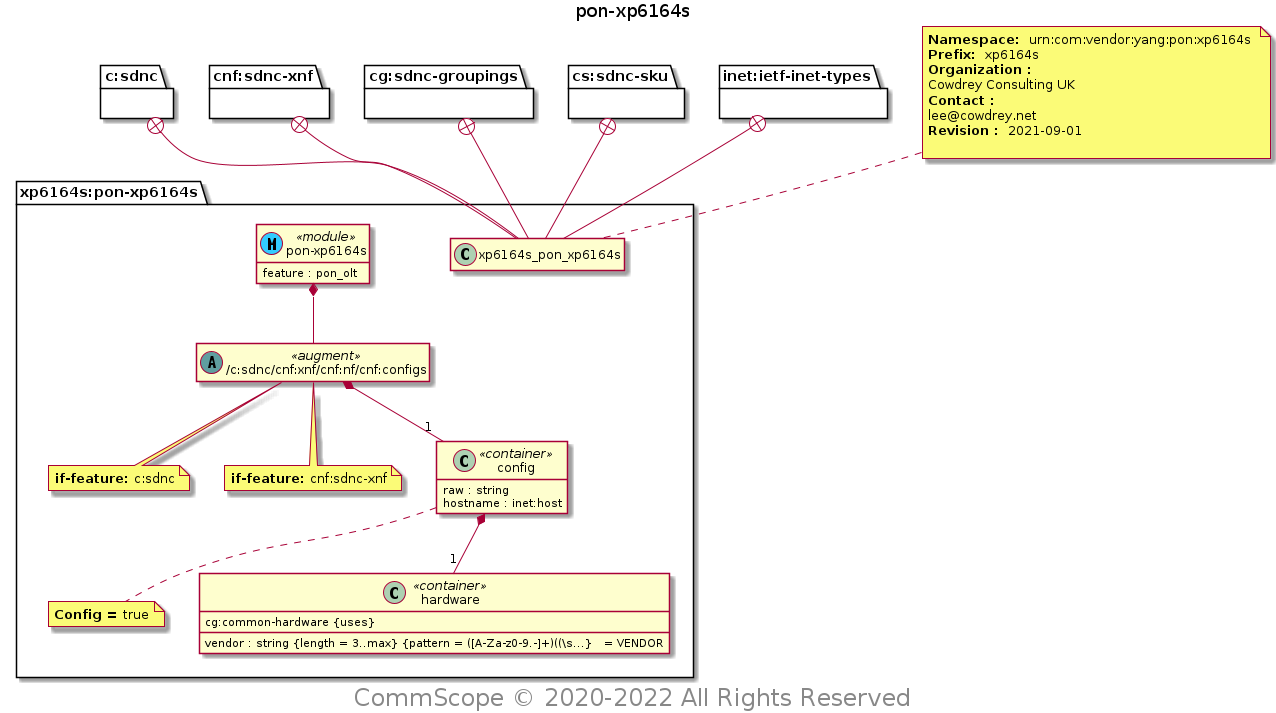 pon-xp6164s
Namespace: urn:com:vendor:yang:pon:xp6164s
Prefix: xp6164s
Organization :
Cowdrey Consulting UK
Contact :
lee@cowdrey.net
Revision : 2021-09-01
c:sdnc
cnf:sdnc-xnf
cg:sdnc-groupings
cs:sdnc-sku
inet:ietf-inet-types
xp6164s:pon-xp6164s
M
«module»
pon-xp6164s
feature : pon_olt
C
xp6164s_pon_xp6164s
A
«augment»
/c:sdnc/cnf:xnf/cnf:nf/cnf:configs
1
if-feature: c:sdnc
if-feature: cnf:sdnc-xnf
C
«container»
config
raw : string
hostname : inet:host
1
Config = true
C
«container»
hardware
cg:common-hardware {uses}
vendor : string {length = 3..max} {pattern = ([A-Za-z0-9.-]+)((\s...} = VENDOR
CommScope © 2020-2022 All Rights Reserved